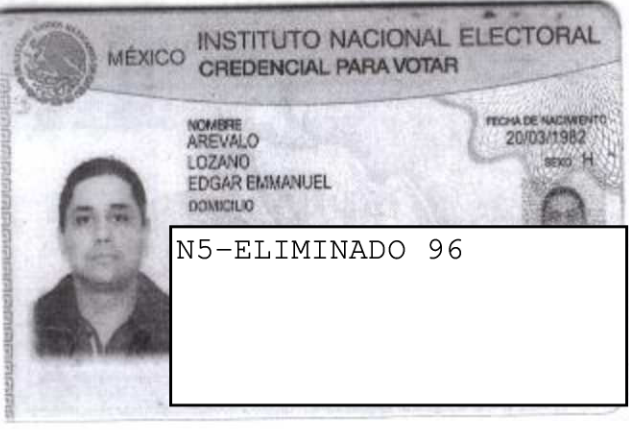 MÉXICO INSTITUTO NACIONAL ELECTORAL
CREDENCIAL PARA VOTAR
NOMBRE
AREVALO
LOZANO
EDGAR EMMANUEL
DOMICILIO
FECHA DE NACIMIENTO
20/03/1982
SEXO H
N5-ELIMINADO 96